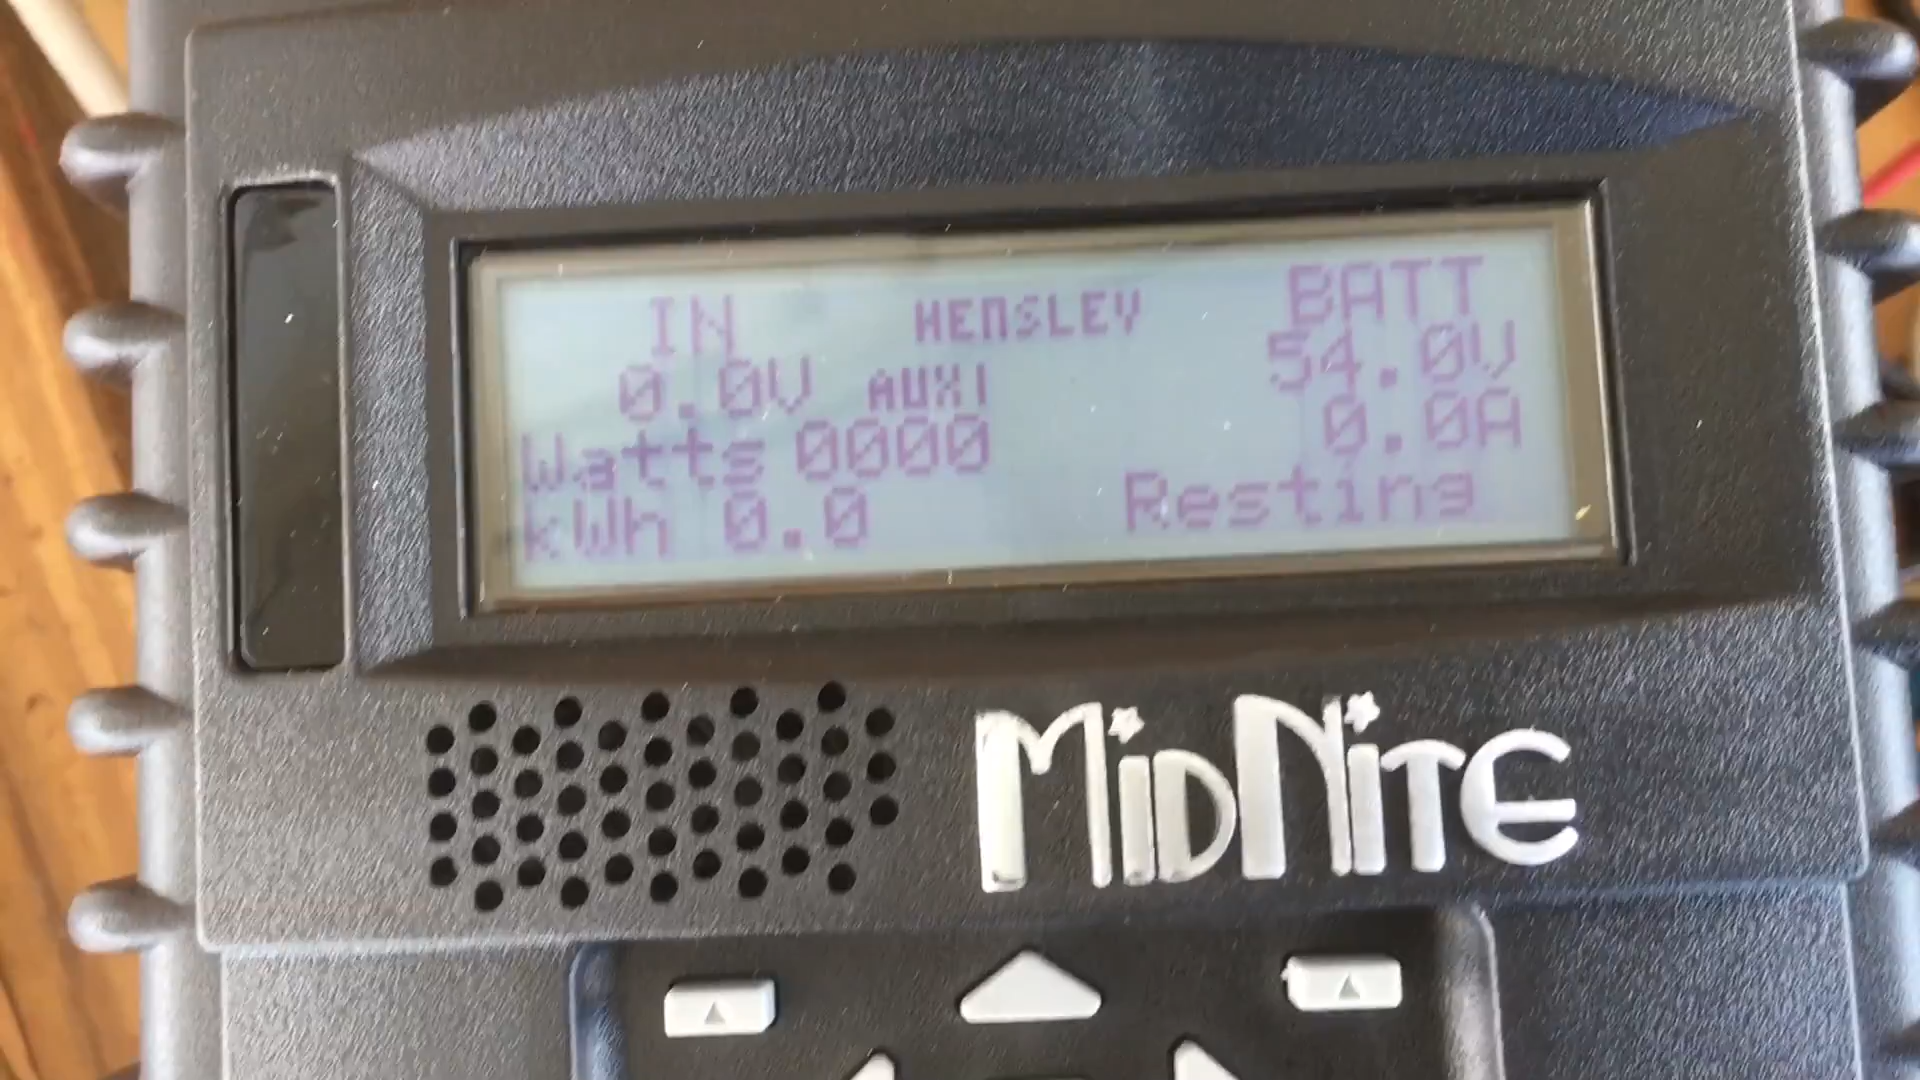 IN HENSLEY BATT
0.0V AUX1 54.0V
Watts 0000 0.0A
kWh 0.0 Resting
MiDNiTE